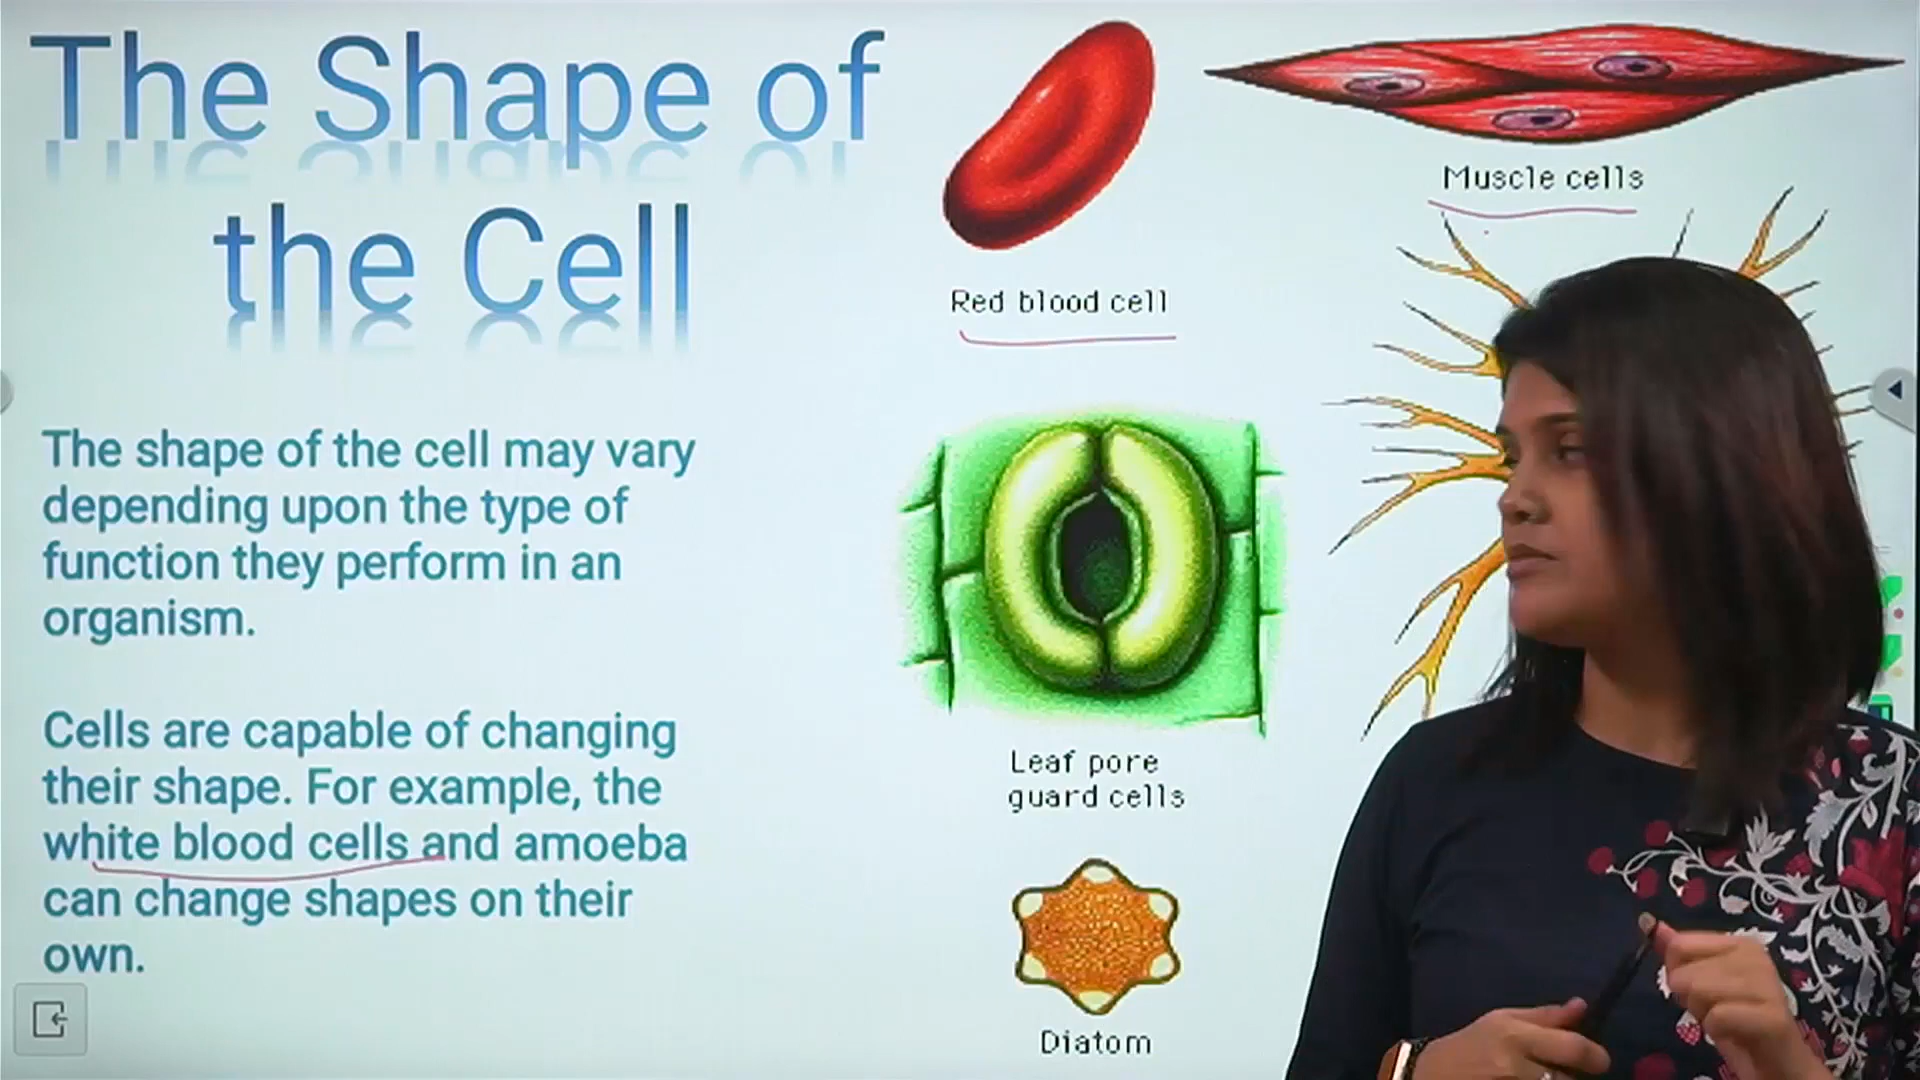 The Shape of
the Cell
The shape of the cell may vary
depending upon the type of
function they perform in an
organism.
Cells are capable of changing
their shape. For example, the
white blood cells and amoeba
can change shapes on their
own.
Red blood cell
Muscle cells
Leaf pore
guard cells
Diatom